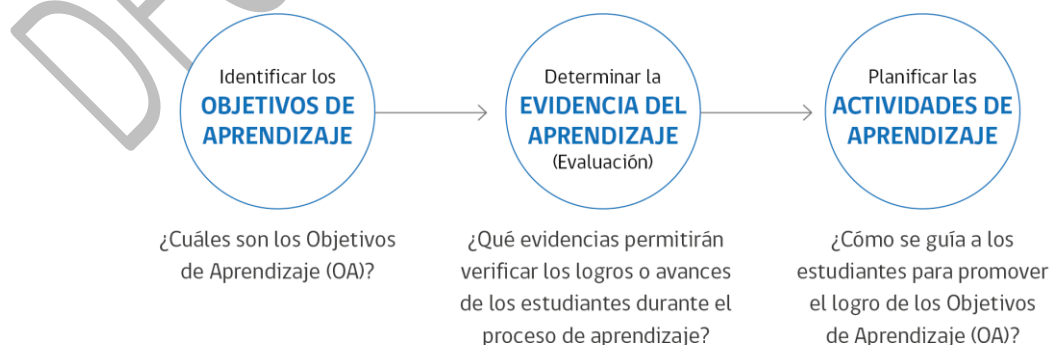 Identificar los
OBJETIVOS DE
APRENDIZAJE
¿Cuáles son los Objetivos
de Aprendizaje (OA)?
Determinar la
EVIDENCIA DEL
APRENDIZAJE
(Evaluación)
¿Qué evidencias permitirán
verificar los logros o avances
de los estudiantes durante el
proceso de aprendizaje?
Planificar las
ACTIVIDADES DE
APRENDIZAJE
¿Cómo se guía a los
estudiantes para promover
el logro de los Objetivos
de Aprendizaje (OA)?